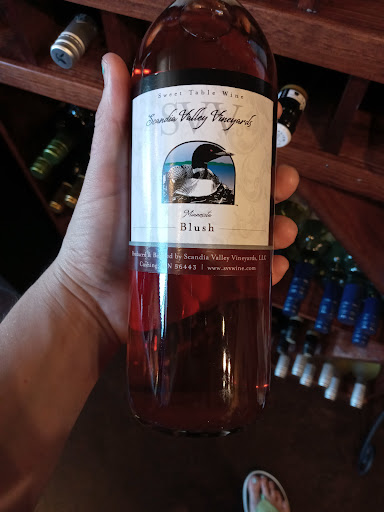 Sweet Table Wine
SVV
Scandia Valley Vineyards
Minnesota
Blush
Produced & Bottled by Scandia Valley Vineyards, LLC
Cushing, MN 56443 | www.svvwine.com